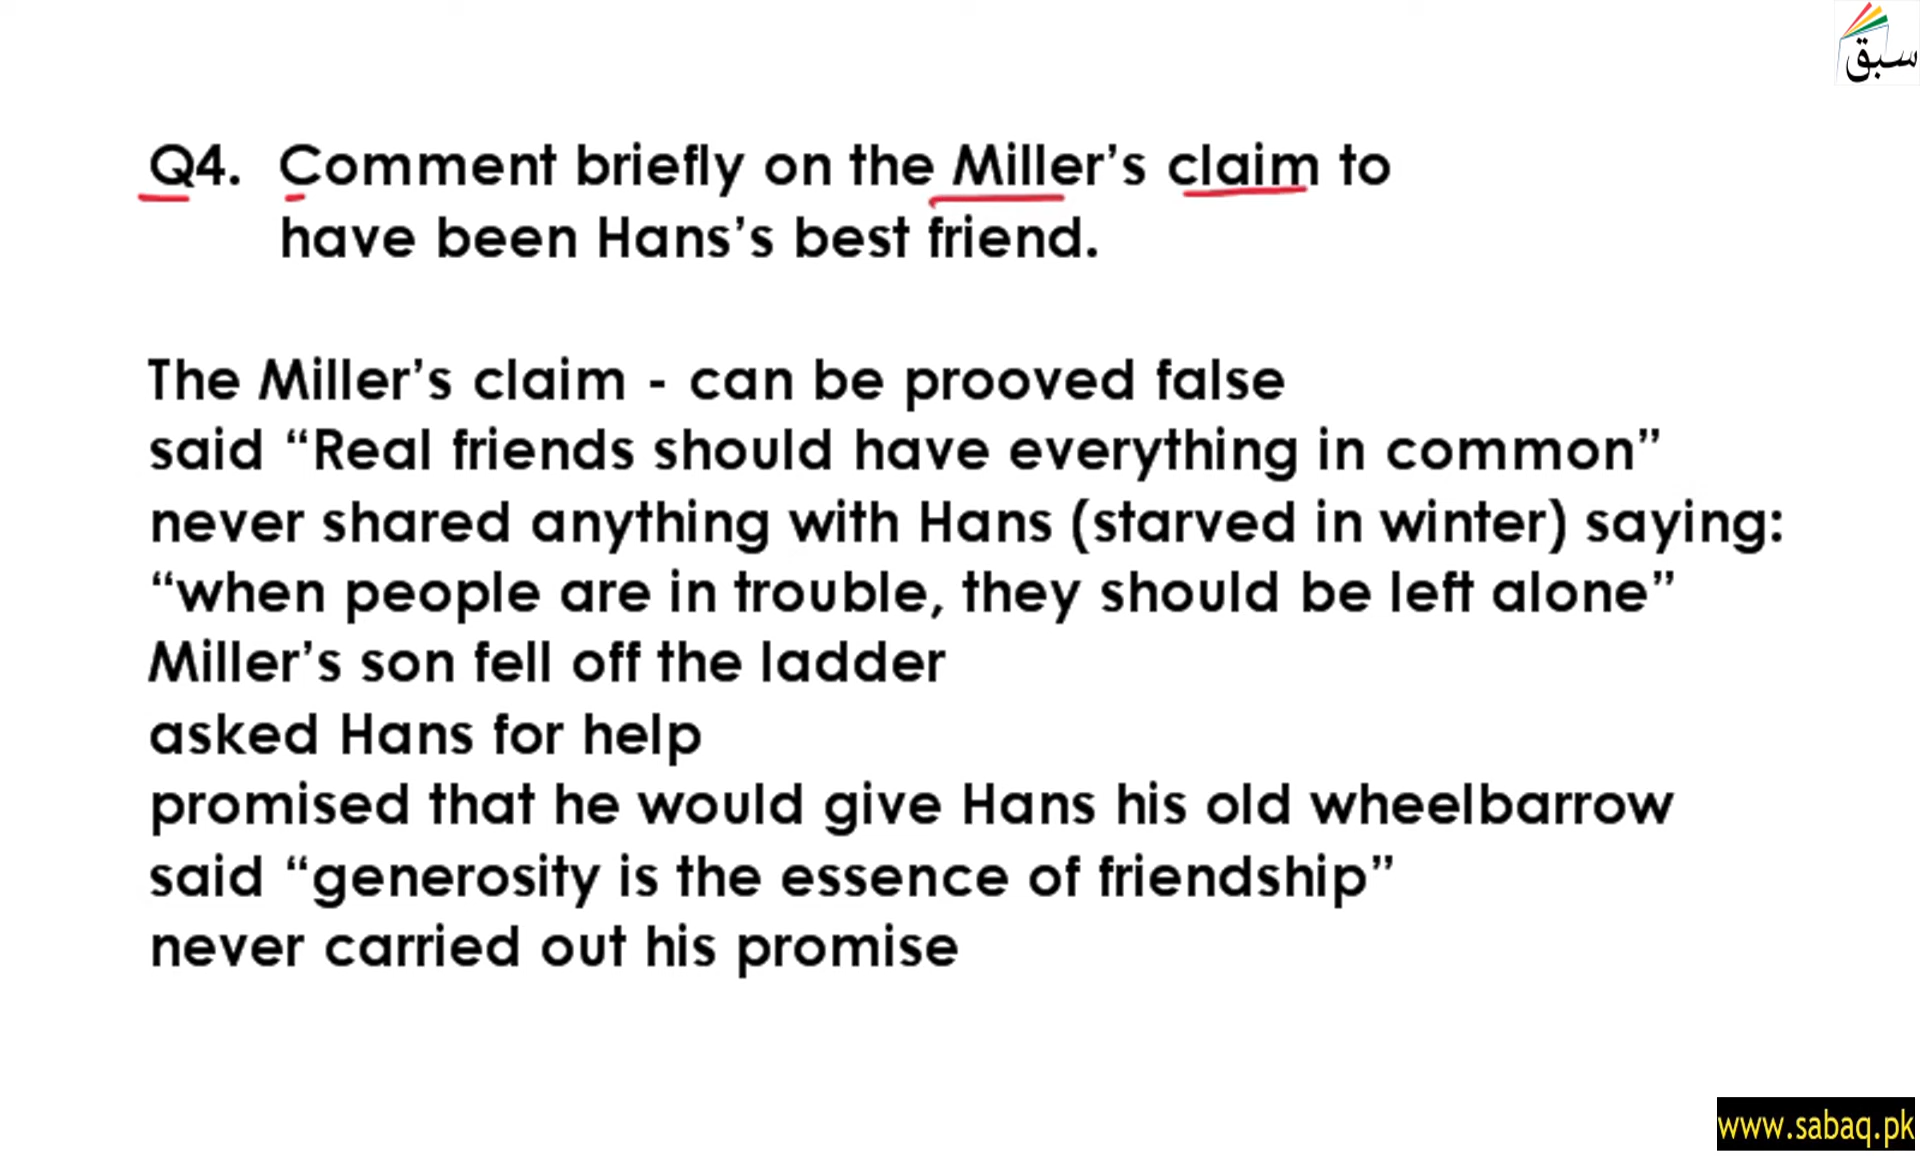 سبق
Q4. Comment briefly on the Miller's claim to
have been Hans's best friend.
The Miller's claim - can be prooved false
said “Real friends should have everything in common”
never shared anything with Hans (starved in winter) saying:
“when people are in trouble, they should be left alone”
Miller's son fell off the ladder
asked Hans for help
promised that he would give Hans his old wheelbarrow
said “generosity is the essence of friendship”
never carried out his promise
www.sabaq.pk